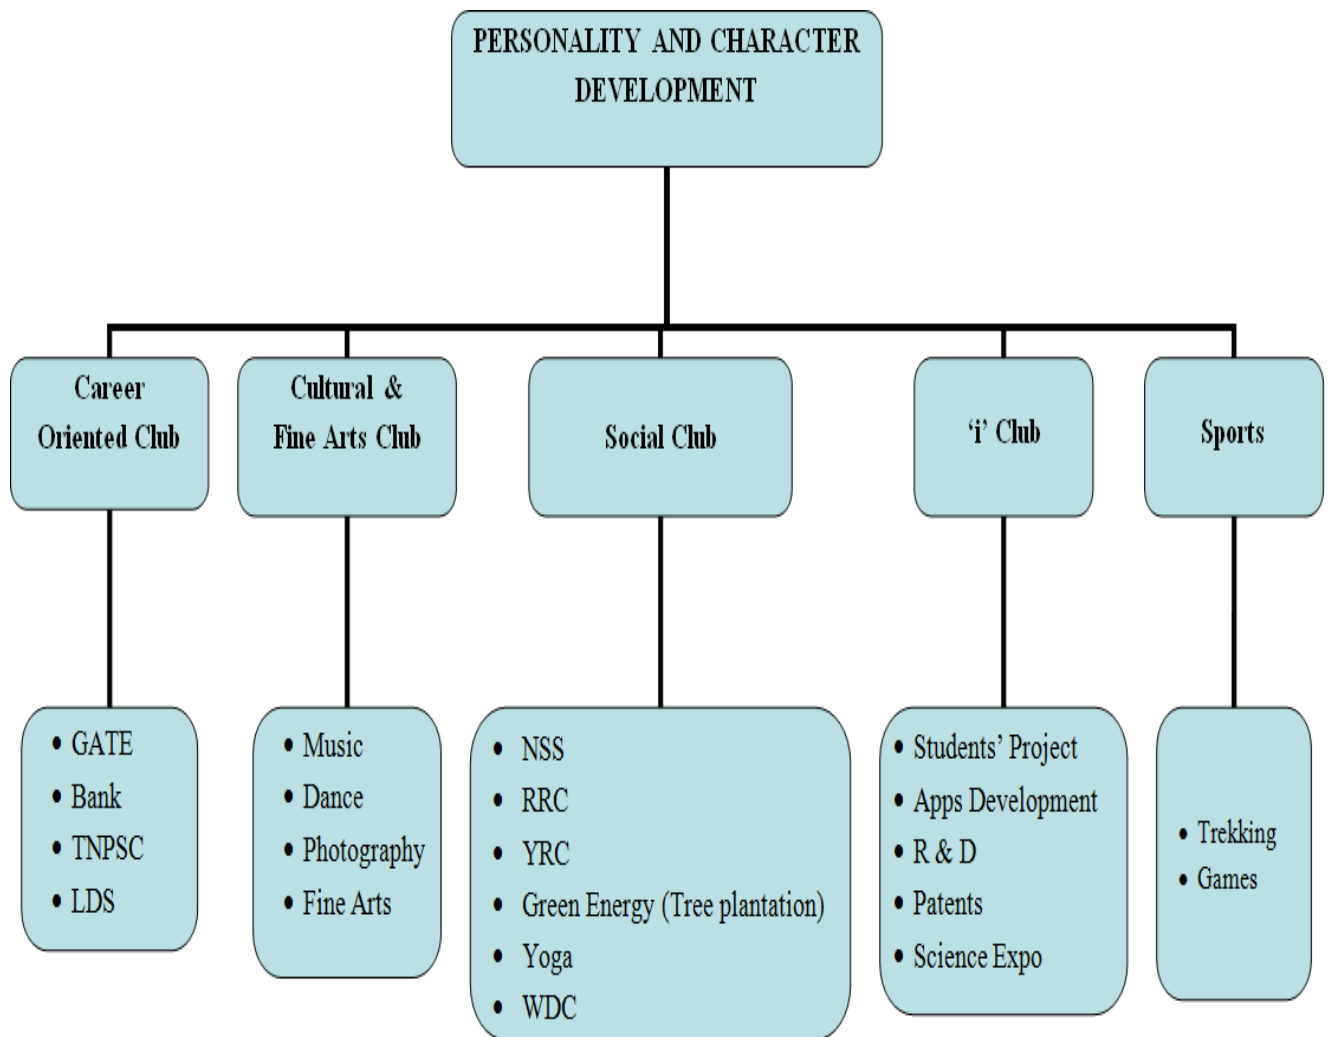 PERSONALITY AND CHARACTER
DEVELOPMENT
Career
Oriented Club
Cultural &
Fine Arts Club
Social Club
‘i’ Club
Sports
• GATE
• Bank
• TNPSC
• LDS
• Music
• Dance
• Photography
• Fine Arts
• NSS
• RRC
• YRC
• Green Energy (Tree plantation)
• Yoga
• WDC
• Students’ Project
• Apps Development
• R & D
• Patents
• Science Expo
• Trekking
• Games